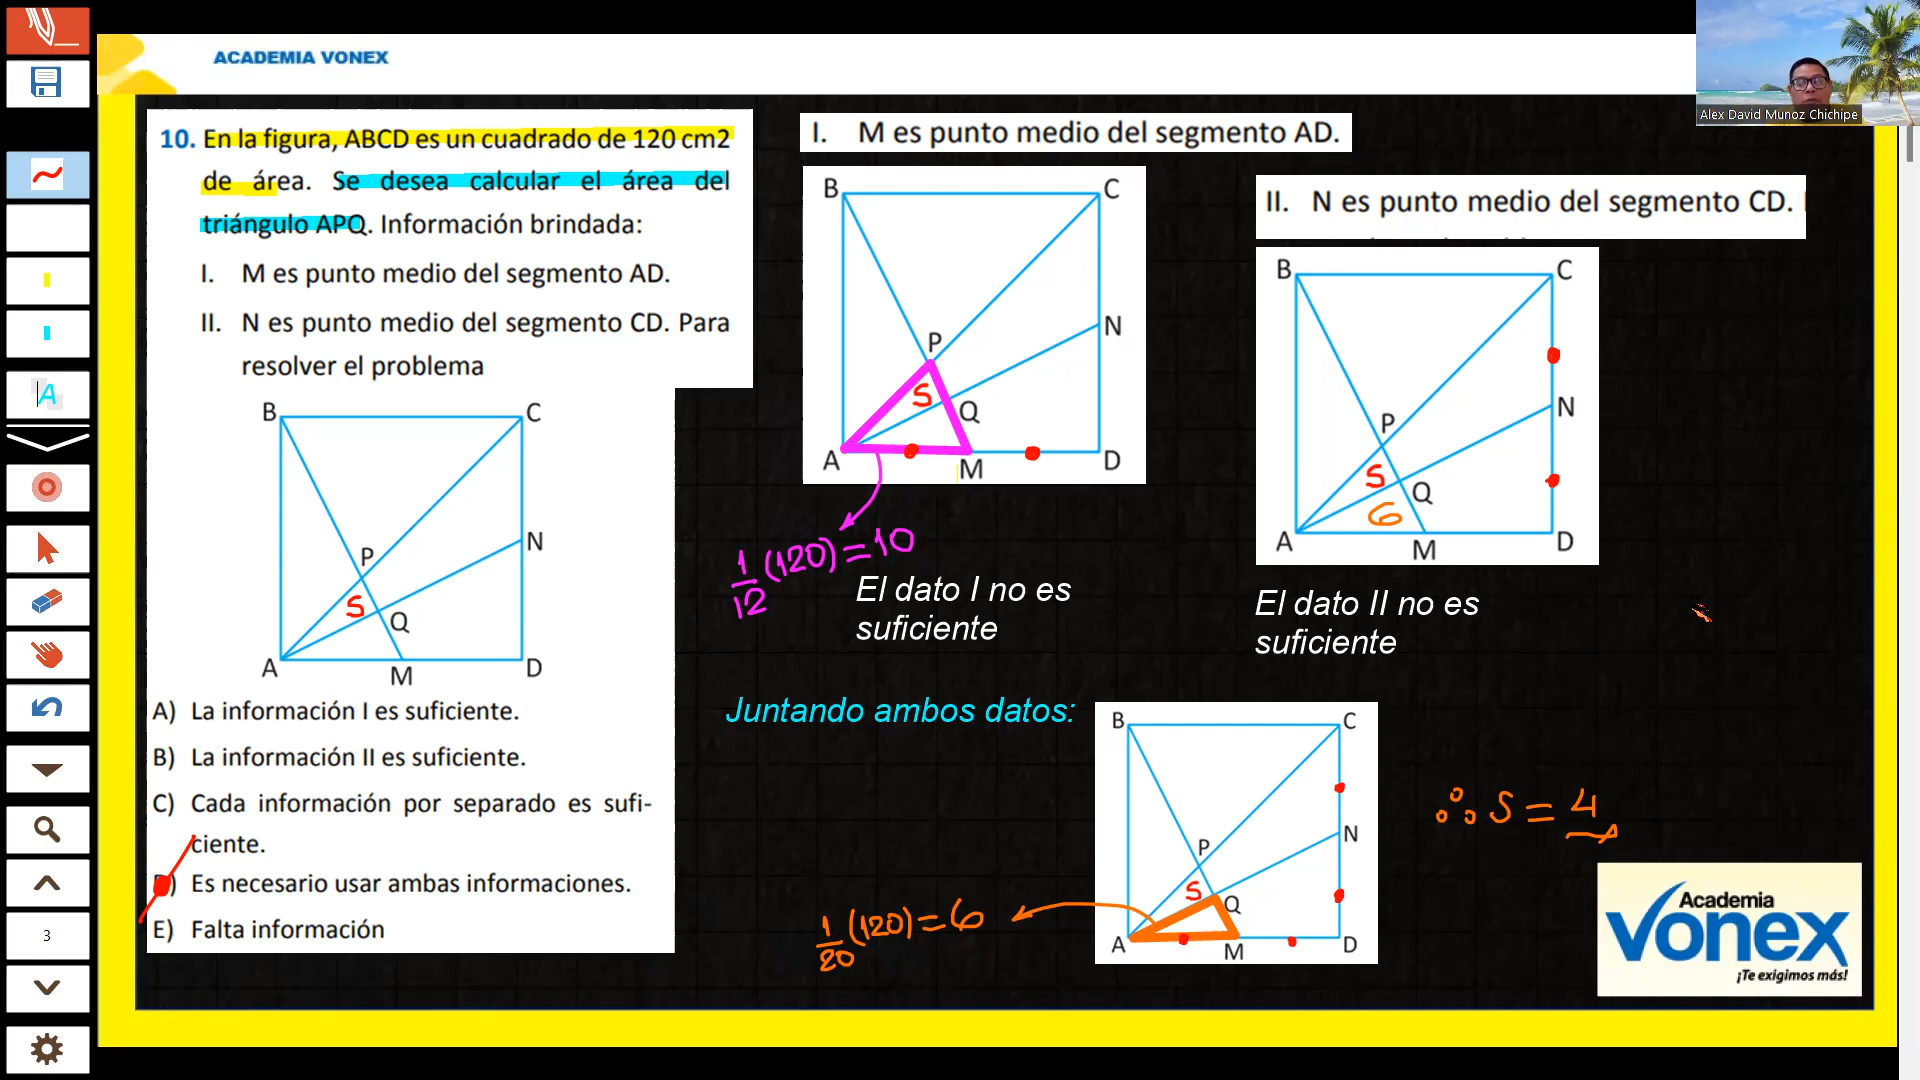 ACADEMIA VONEX
Alex David Munoz Chichipe
10. En la figura, ABCD es un cuadrado de 120 cm2
de área. Se desea calcular el área del
triángulo APQ. Información brindada:
I. M es punto medio del segmento AD.
II. N es punto medio del segmento CD. Para
resolver el problema
B C
N
P
S
Q
A M D
A) La información I es suficiente.
B) La información II es suficiente.
C) Cada información por separado es sufi-
ciente.
D) Es necesario usar ambas informaciones.
E) Falta información
I. M es punto medio del segmento AD.
B C
N
P
S
Q
A M D
1/12 (120) = 10
El dato I no es
suficiente
II. N es punto medio del segmento CD.
B C
N
P
S
Q
6
A M D
El dato II no es
suficiente
Juntando ambos datos:
B C
N
P
S
Q
A M D
1/20 (120) = 6
∴ S = 4
Academia
vonex
¡Te exigimos más!
A
3